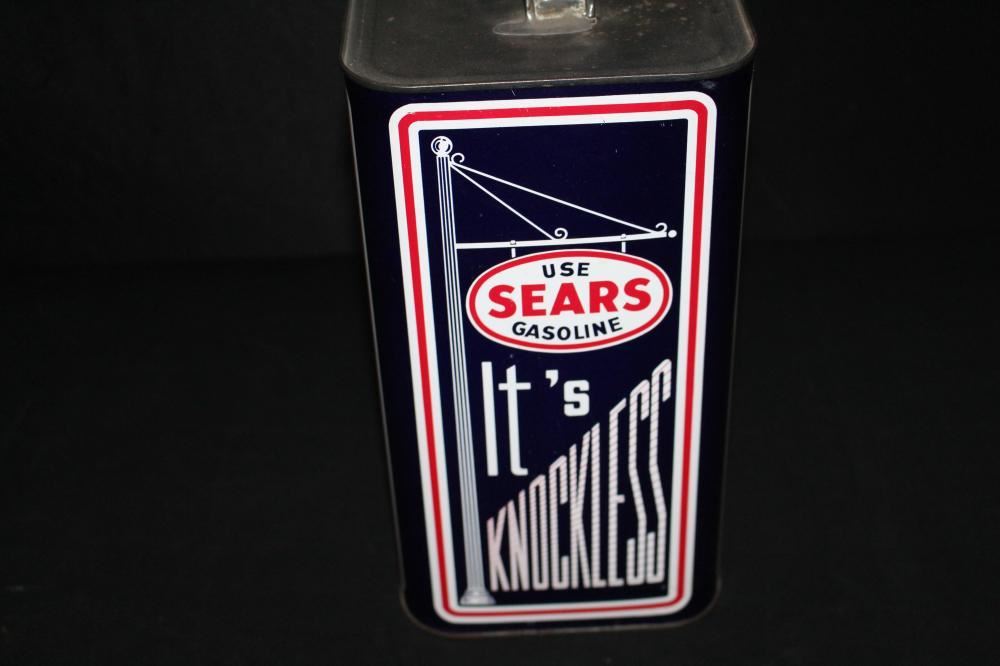 USE
SEARS
GASOLINE
It's
KNOCKLESS